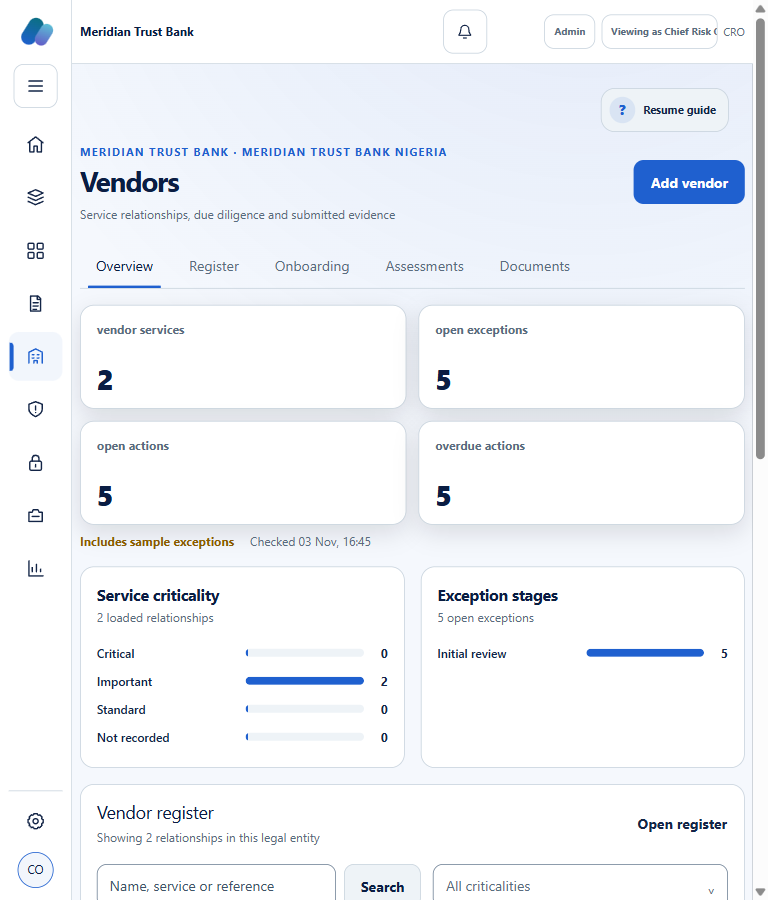 Meridian Trust Bank
Admin
Viewing as Chief Risk
CRO
? Resume guide
MERIDIAN TRUST BANK · MERIDIAN TRUST BANK NIGERIA
Vendors
Add vendor
Service relationships, due diligence and submitted evidence
Overview Register Onboarding Assessments Documents
vendor services
2
open exceptions
5
open actions
5
overdue actions
5
Includes sample exceptions Checked 03 Nov, 16:45
Service criticality
2 loaded relationships
Critical 0
Important 2
Standard 0
Not recorded 0
Exception stages
5 open exceptions
Initial review 5
Vendor register
Showing 2 relationships in this legal entity
Open register
Name, service or reference
Search
All criticalities
CO